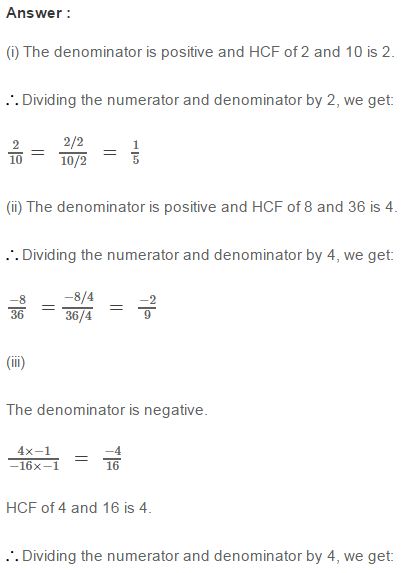 Answer :
(i) The denominator is positive and HCF of 2 and 10 is 2.
∴ Dividing the numerator and denominator by 2, we get:
2/10 = (2/2)/(10/2) = 1/5
(ii) The denominator is positive and HCF of 8 and 36 is 4.
∴ Dividing the numerator and denominator by 4, we get:
−8/36 = (−8/4)/(36/4) = −2/9
(iii)
The denominator is negative.
(4×−1)/(−16×−1) = −4/16
HCF of 4 and 16 is 4.
∴ Dividing the numerator and denominator by 4, we get: